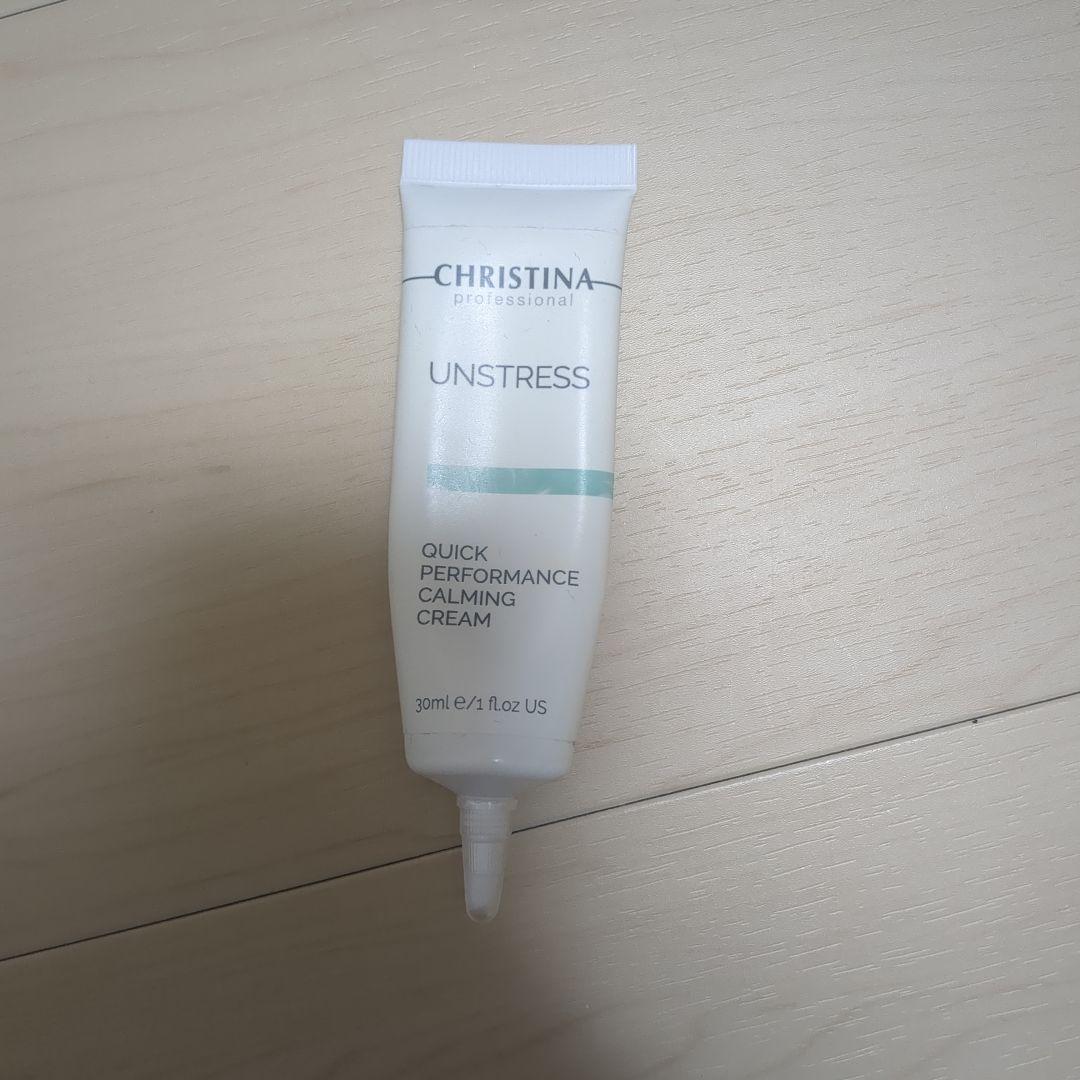 CHRISTINA
professional
UNSTRESS
QUICK
PERFORMANCE
CALMING
CREAM
30ml e/1 fl.oz US